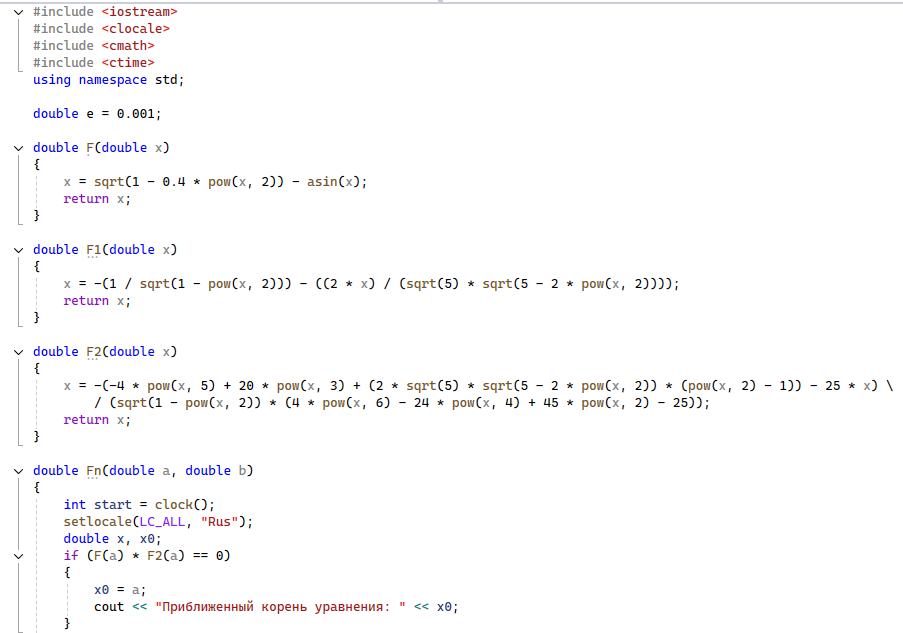 #include <iostream>
#include <clocale>
#include <cmath>
#include <ctime>
using namespace std;
double e = 0.001;
double F(double x)
{
x = sqrt(1 - 0.4 * pow(x, 2)) - asin(x);
return x;
}
double F1(double x)
{
x = -(1 / sqrt(1 - pow(x, 2))) - ((2 * x) / (sqrt(5) * sqrt(5 - 2 * pow(x, 2))));
return x;
}
double F2(double x)
{
x = -(-4 * pow(x, 5) + 20 * pow(x, 3) + (2 * sqrt(5) * sqrt(5 - 2 * pow(x, 2)) * (pow(x, 2) - 1)) - 25 * x) \
/ (sqrt(1 - pow(x, 2)) * (4 * pow(x, 6) - 24 * pow(x, 4) + 45 * pow(x, 2) - 25));
return x;
}
double Fn(double a, double b)
{
int start = clock();
setlocale(LC_ALL, "Rus");
double x, x0;
if (F(a) * F2(a) == 0)
{
x0 = a;
cout << "Приближенный корень уравнения: " << x0;
}